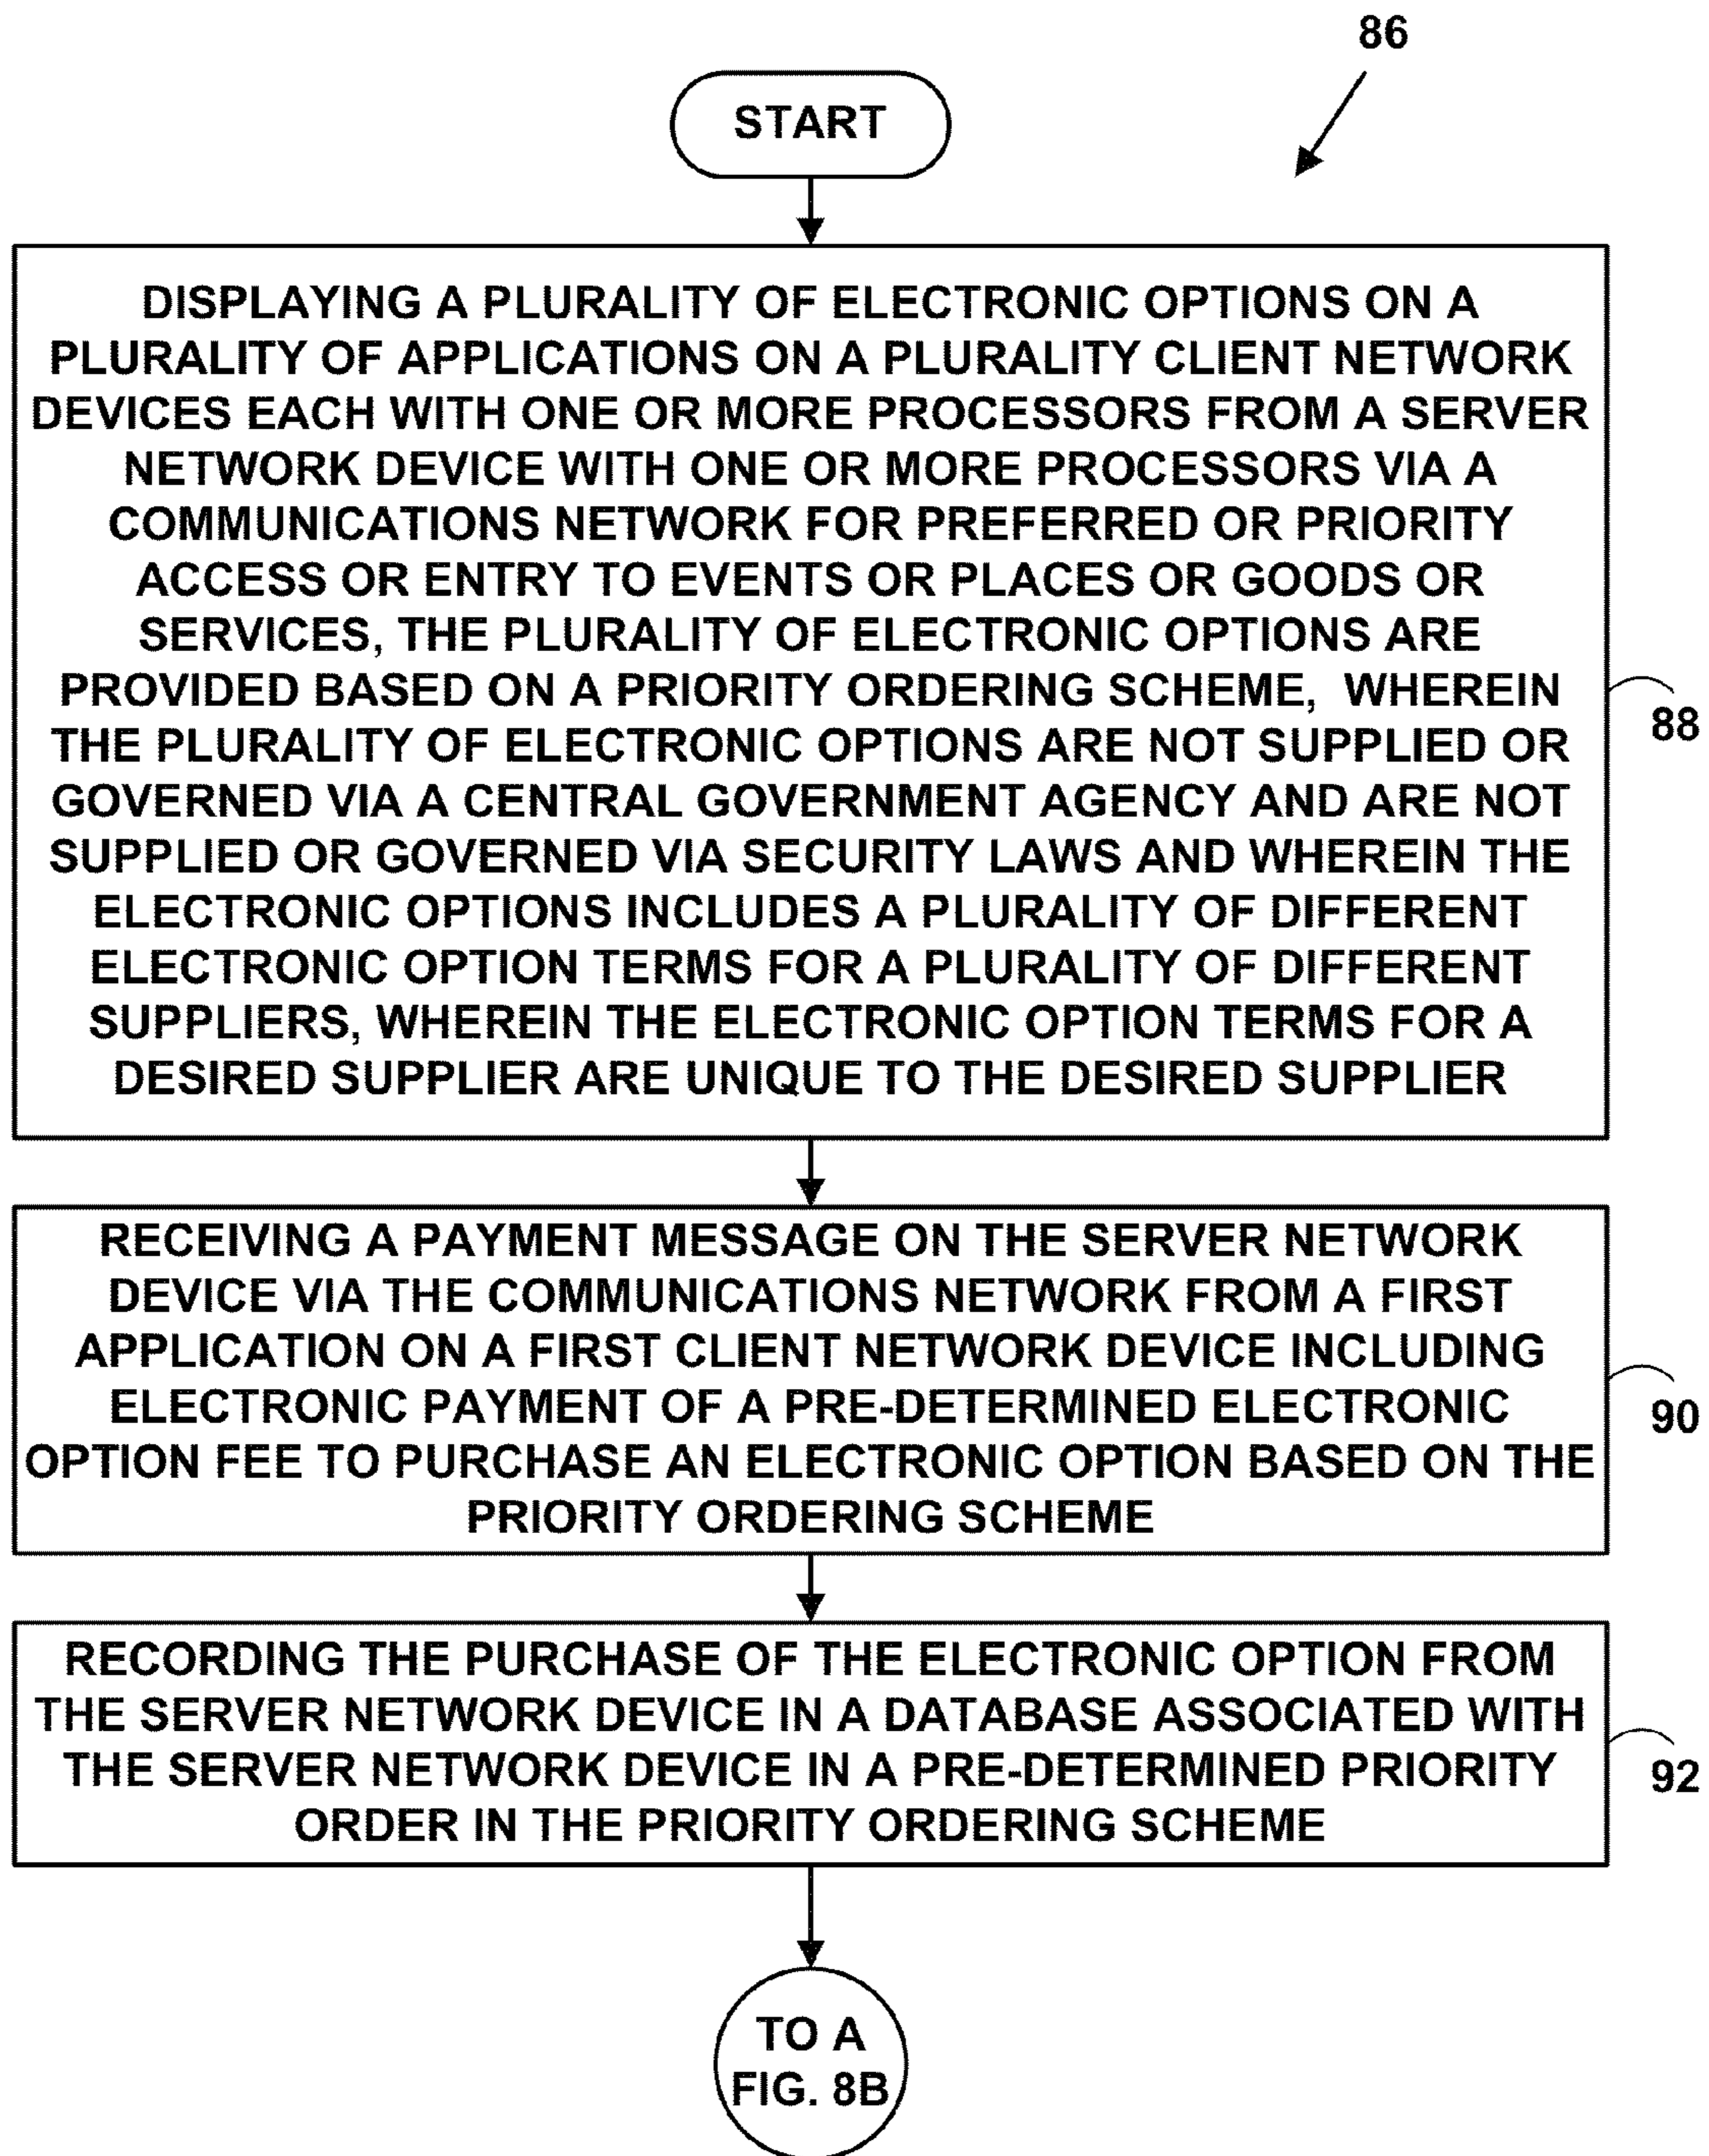 86
START
DISPLAYING A PLURALITY OF ELECTRONIC OPTIONS ON A
PLURALITY OF APPLICATIONS ON A PLURALITY CLIENT NETWORK
DEVICES EACH WITH ONE OR MORE PROCESSORS FROM A SERVER
NETWORK DEVICE WITH ONE OR MORE PROCESSORS VIA A
COMMUNICATIONS NETWORK FOR PREFERRED OR PRIORITY
ACCESS OR ENTRY TO EVENTS OR PLACES OR GOODS OR
SERVICES, THE PLURALITY OF ELECTRONIC OPTIONS ARE
PROVIDED BASED ON A PRIORITY ORDERING SCHEME, WHEREIN
THE PLURALITY OF ELECTRONIC OPTIONS ARE NOT SUPPLIED OR
GOVERNED VIA A CENTRAL GOVERNMENT AGENCY AND ARE NOT
SUPPLIED OR GOVERNED VIA SECURITY LAWS AND WHEREIN THE
ELECTRONIC OPTIONS INCLUDES A PLURALITY OF DIFFERENT
ELECTRONIC OPTION TERMS FOR A PLURALITY OF DIFFERENT
SUPPLIERS, WHEREIN THE ELECTRONIC OPTION TERMS FOR A
DESIRED SUPPLIER ARE UNIQUE TO THE DESIRED SUPPLIER
88
RECEIVING A PAYMENT MESSAGE ON THE SERVER NETWORK
DEVICE VIA THE COMMUNICATIONS NETWORK FROM A FIRST
APPLICATION ON A FIRST CLIENT NETWORK DEVICE INCLUDING
ELECTRONIC PAYMENT OF A PRE-DETERMINED ELECTRONIC
OPTION FEE TO PURCHASE AN ELECTRONIC OPTION BASED ON THE
PRIORITY ORDERING SCHEME
90
RECORDING THE PURCHASE OF THE ELECTRONIC OPTION FROM
THE SERVER NETWORK DEVICE IN A DATABASE ASSOCIATED WITH
THE SERVER NETWORK DEVICE IN A PRE-DETERMINED PRIORITY
ORDER IN THE PRIORITY ORDERING SCHEME
92
TO A
FIG. 8B